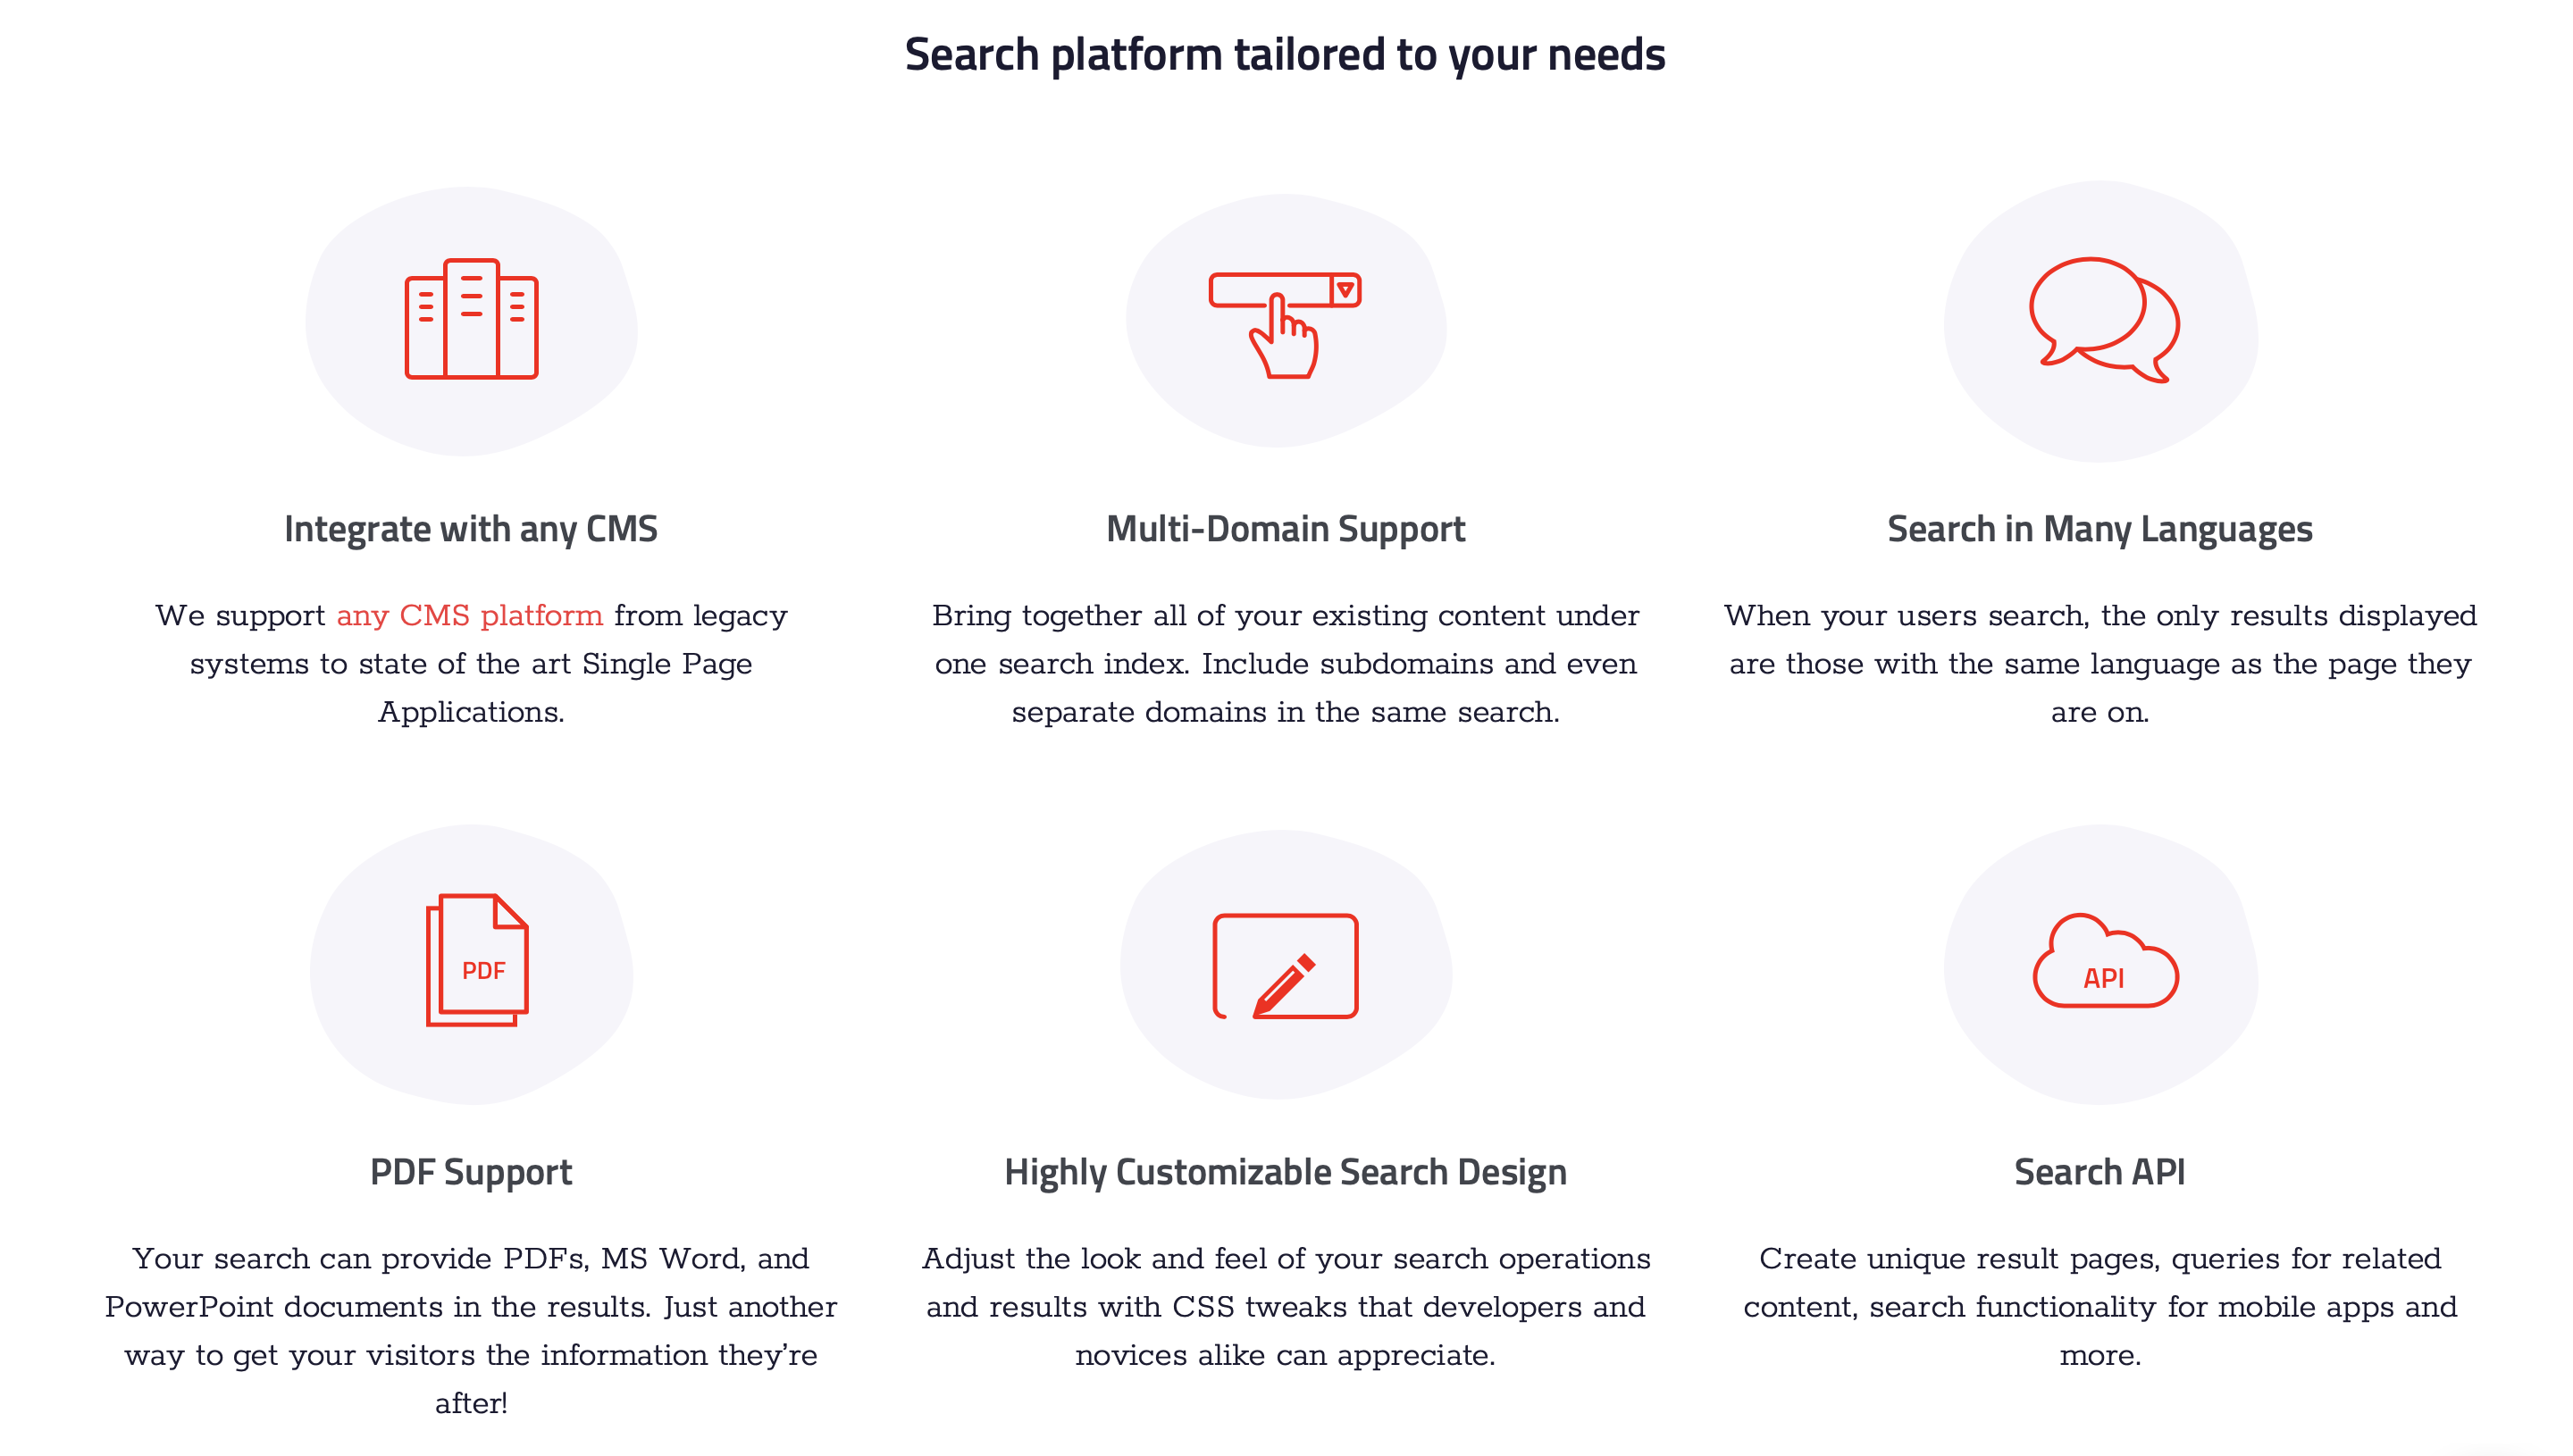 Search platform tailored to your needs
Integrate with any CMS
We support any CMS platform from legacy
systems to state of the art Single Page
Applications.
Multi-Domain Support
Bring together all of your existing content under
one search index. Include subdomains and even
separate domains in the same search.
Search in Many Languages
When your users search, the only results displayed
are those with the same language as the page they
are on.
PDF
PDF Support
Your search can provide PDFs, MS Word, and
PowerPoint documents in the results. Just another
way to get your visitors the information they’re
after!
Highly Customizable Search Design
Adjust the look and feel of your search operations
and results with CSS tweaks that developers and
novices alike can appreciate.
API
Search API
Create unique result pages, queries for related
content, search functionality for mobile apps and
more.